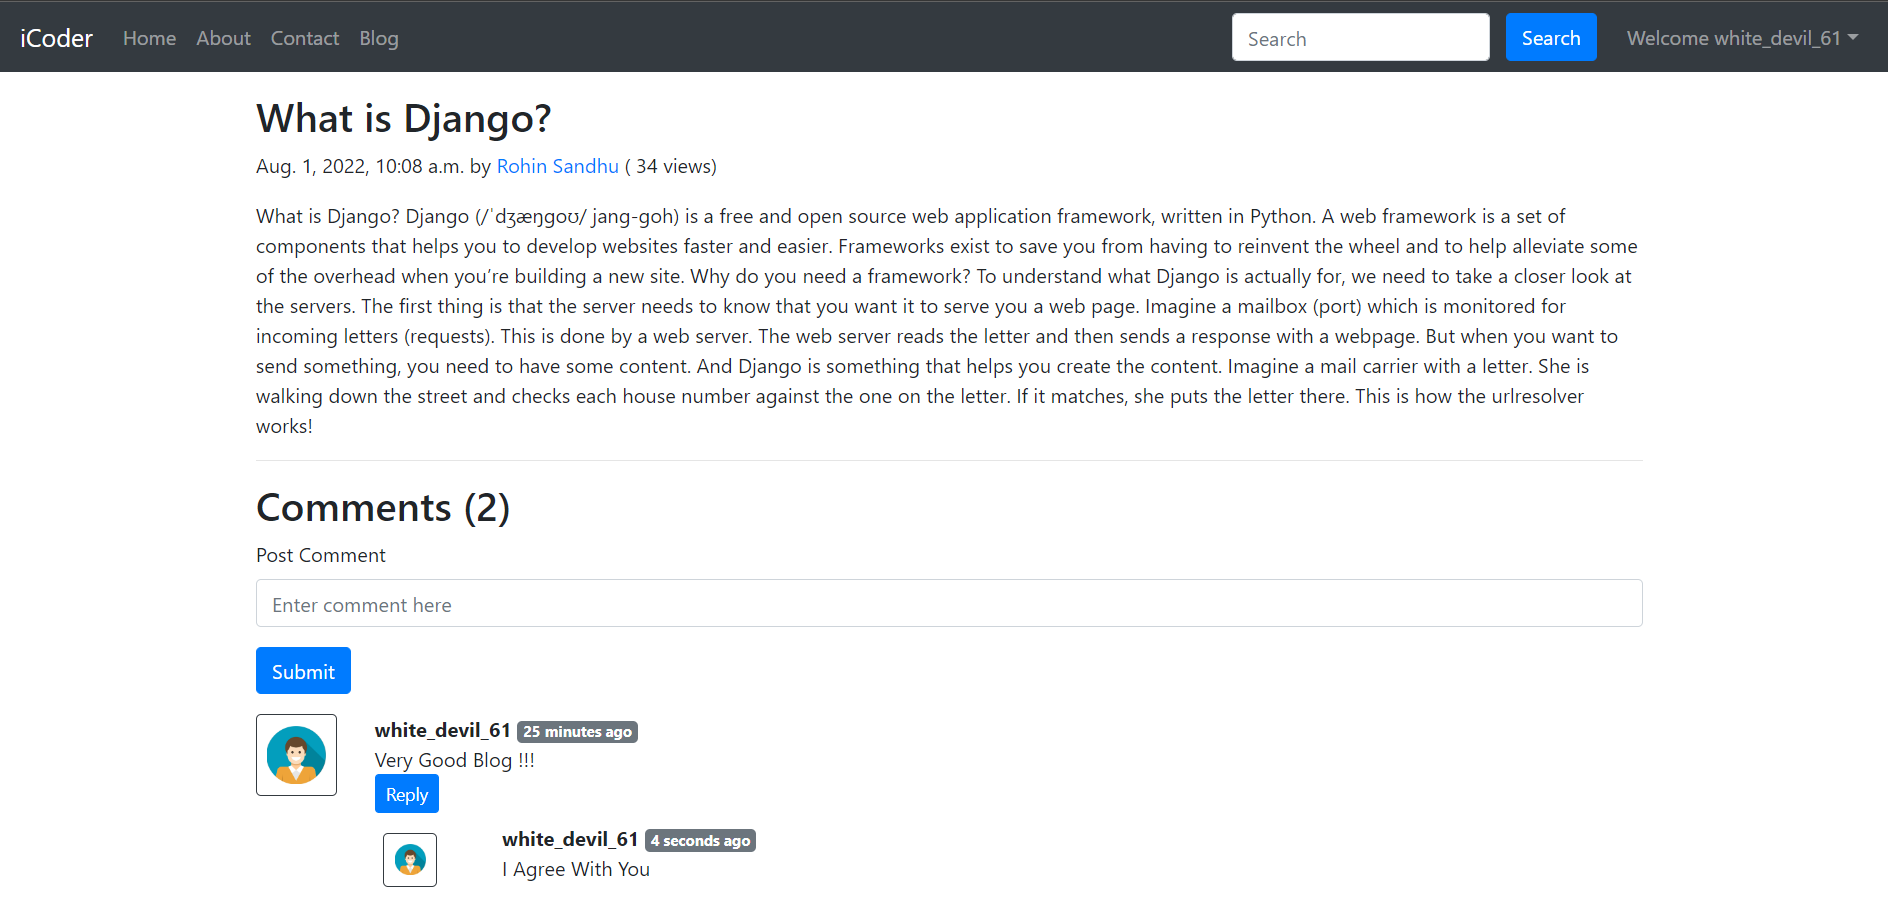 iCoder Home About Contact Blog Search Search Welcome white_devil_61
What is Django?
Aug. 1, 2022, 10:08 a.m. by Rohin Sandhu ( 34 views)
What is Django? Django (/ˈdʒæŋɡoʊ/ jang-goh) is a free and open source web application framework, written in Python. A web framework is a set of
components that helps you to develop websites faster and easier. Frameworks exist to save you from having to reinvent the wheel and to help alleviate some
of the overhead when you’re building a new site. Why do you need a framework? To understand what Django is actually for, we need to take a closer look at
the servers. The first thing is that the server needs to know that you want it to serve you a web page. Imagine a mailbox (port) which is monitored for
incoming letters (requests). This is done by a web server. The web server reads the letter and then sends a response with a webpage. But when you want to
send something, you need to have some content. And Django is something that helps you create the content. Imagine a mail carrier with a letter. She is
walking down the street and checks each house number against the one on the letter. If it matches, she puts the letter there. This is how the urlresolver
works!
Comments (2)
Post Comment
Enter comment here
Submit
white_devil_61 25 minutes ago
Very Good Blog !!!
Reply
white_devil_61 4 seconds ago
I Agree With You